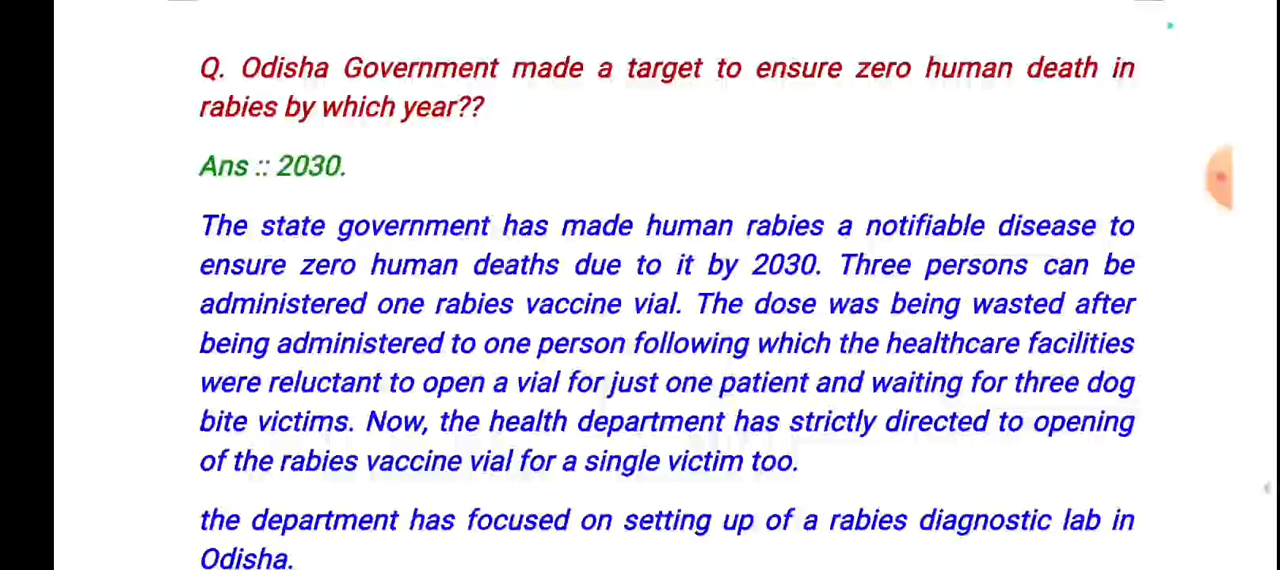 Q. Odisha Government made a target to ensure zero human death in
rabies by which year??
Ans :: 2030.
The state government has made human rabies a notifiable disease to
ensure zero human deaths due to it by 2030. Three persons can be
administered one rabies vaccine vial. The dose was being wasted after
being administered to one person following which the healthcare facilities
were reluctant to open a vial for just one patient and waiting for three dog
bite victims. Now, the health department has strictly directed to opening
of the rabies vaccine vial for a single victim too.
the department has focused on setting up of a rabies diagnostic lab in
Odisha.